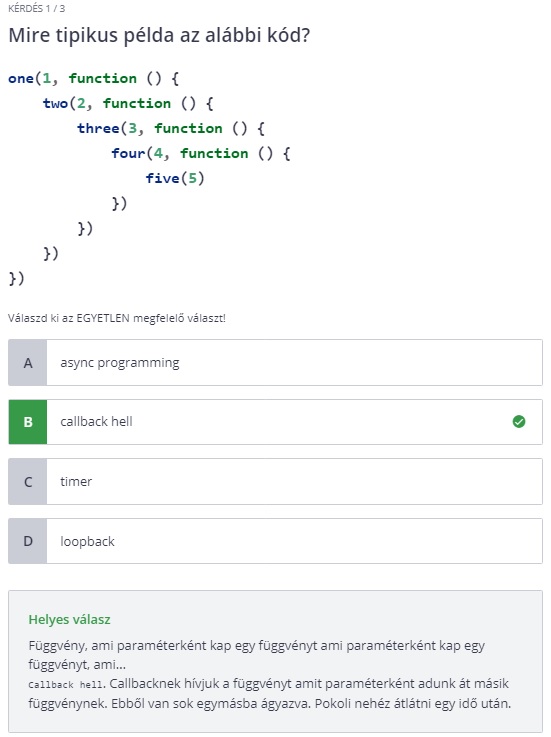 KÉRDÉS 1 / 3
Mire tipikus példa az alábbi kód?
one(1, function () {
    two(2, function () {
        three(3, function () {
            four(4, function () {
                five(5)
            })
        })
    })
})
Válaszd ki az EGYETLEN megfelelő választ!
A async programming
B callback hell
C timer
D loopback
Helyes válasz
Függvény, ami paraméterként kap egy függvényt ami paraméterként kap egy
függvényt, ami...
Callback hell. Callbacknek hívjuk a függvényt amit paraméterként adunk át másik
függvénynek. Ebből van sok egymásba ágyazva. Pokoli nehéz átlátni egy idő után.